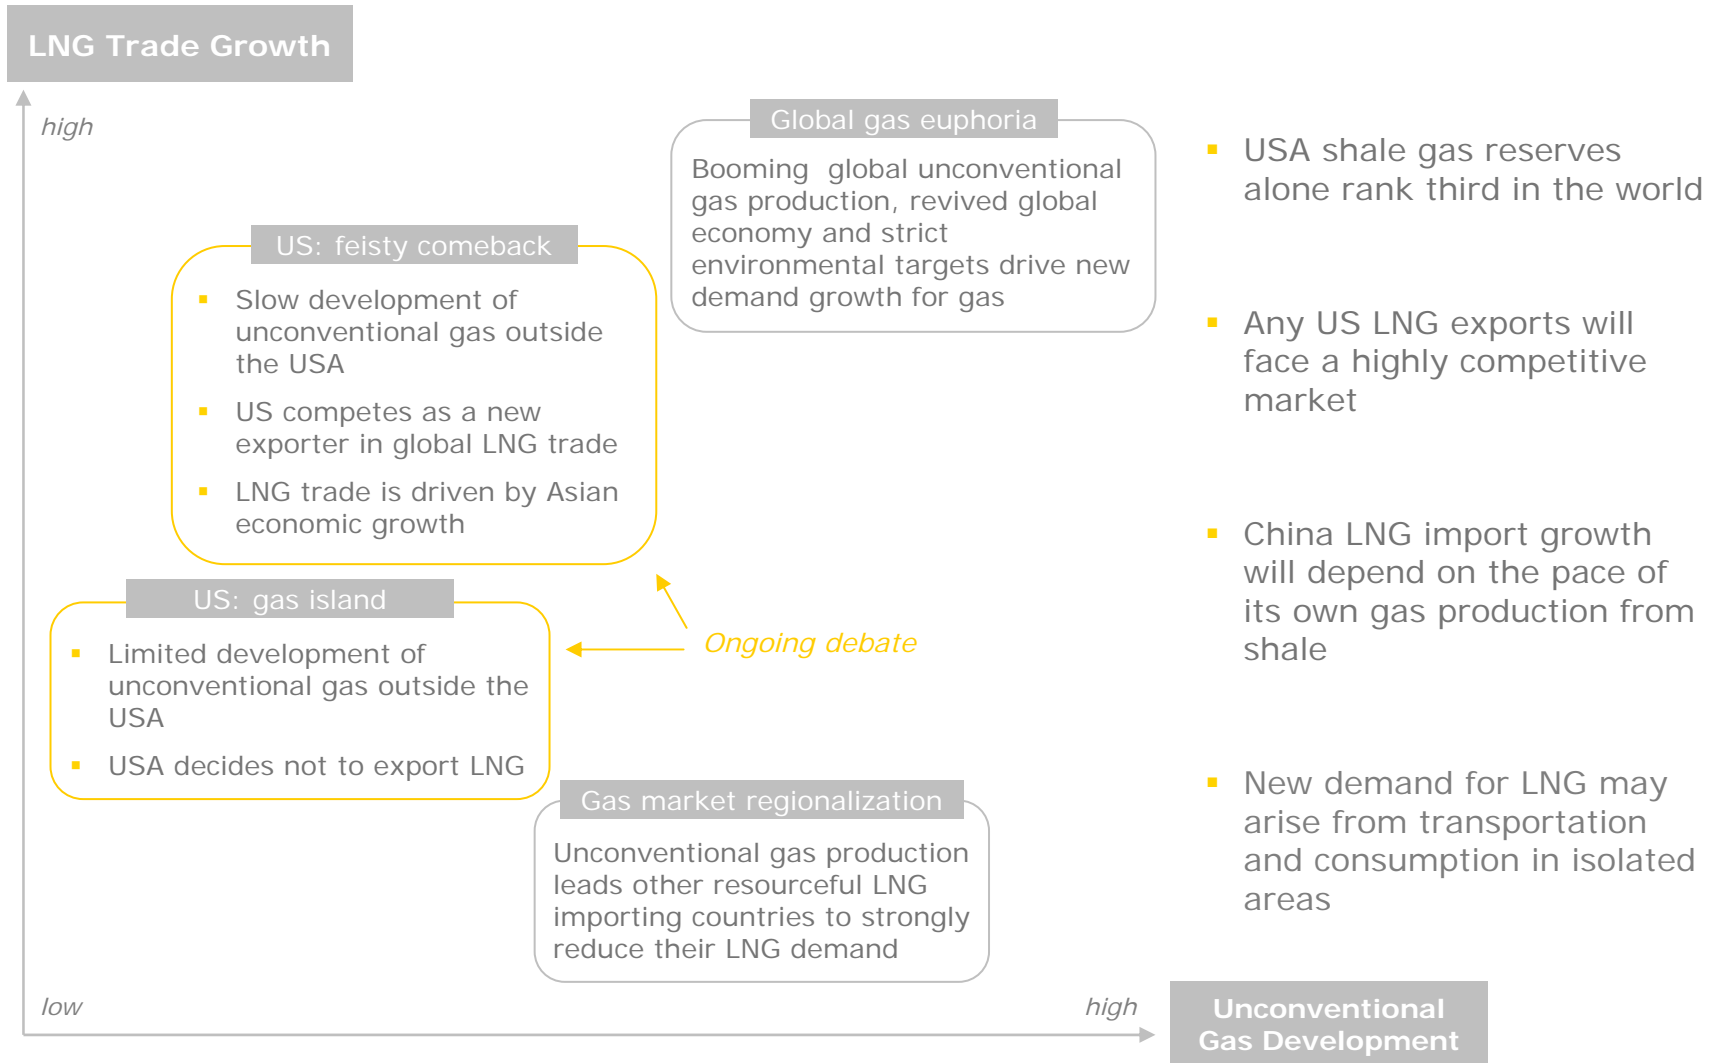 LNG Trade Growth
high
Global gas euphoria
Booming global unconventional
gas production, revived global
economy and strict
environmental targets drive new
demand growth for gas
US: feisty comeback
▪ Slow development of
unconventional gas outside
the USA
▪ US competes as a new
exporter in global LNG trade
▪ LNG trade is driven by Asian
economic growth
US: gas island
▪ Limited development of
unconventional gas outside the
USA
▪ USA decides not to export LNG
Ongoing debate
Gas market regionalization
Unconventional gas production
leads other resourceful LNG
importing countries to strongly
reduce their LNG demand
low
high
Unconventional
Gas Development
▪ USA shale gas reserves
alone rank third in the world
▪ Any US LNG exports will
face a highly competitive
market
▪ China LNG import growth
will depend on the pace of
its own gas production from
shale
▪ New demand for LNG may
arise from transportation
and consumption in isolated
areas